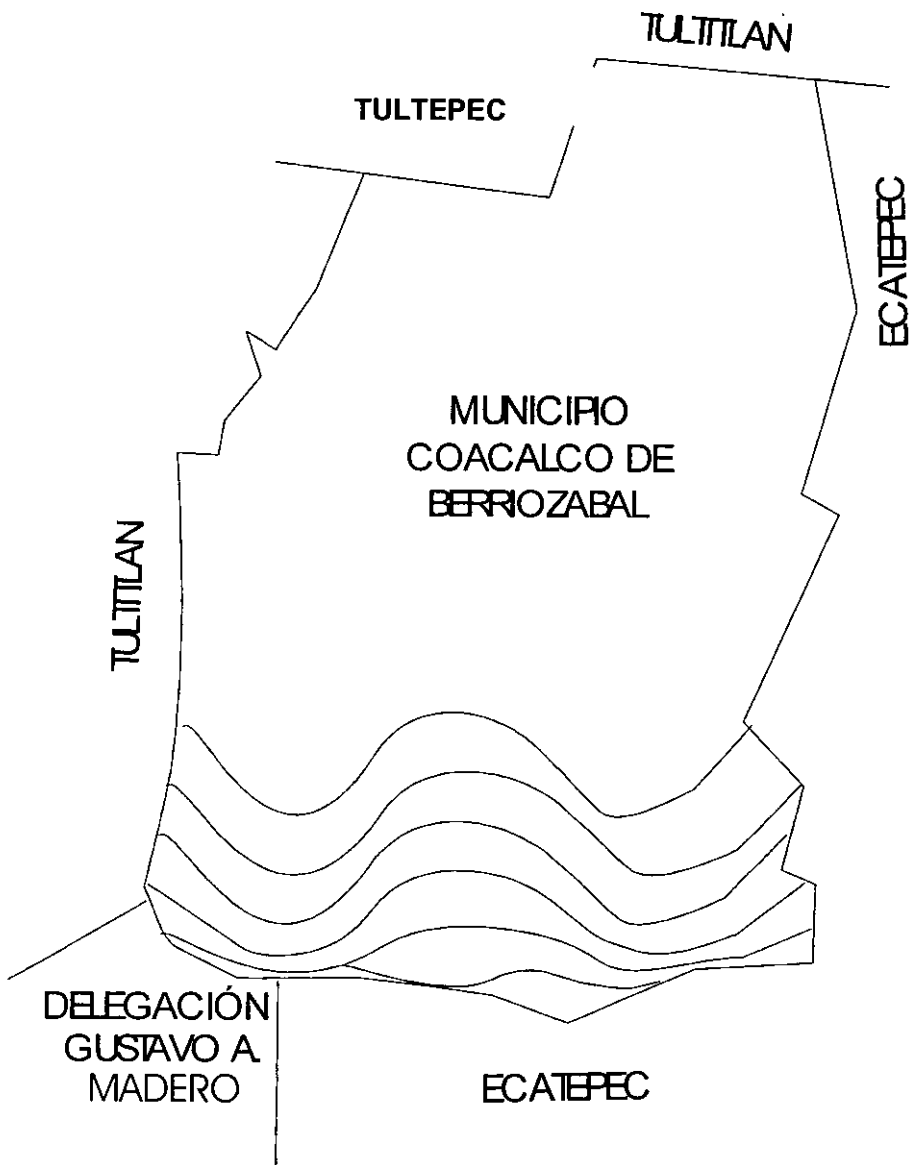 TULTITLAN
TULTEPEC
ECATEPEC
MUNICIPIO
COACALCO DE
BERRIOZABAL
TULTITLAN
DELEGACIÓN
GUSTAVO A.
MADERO
ECATEPEC